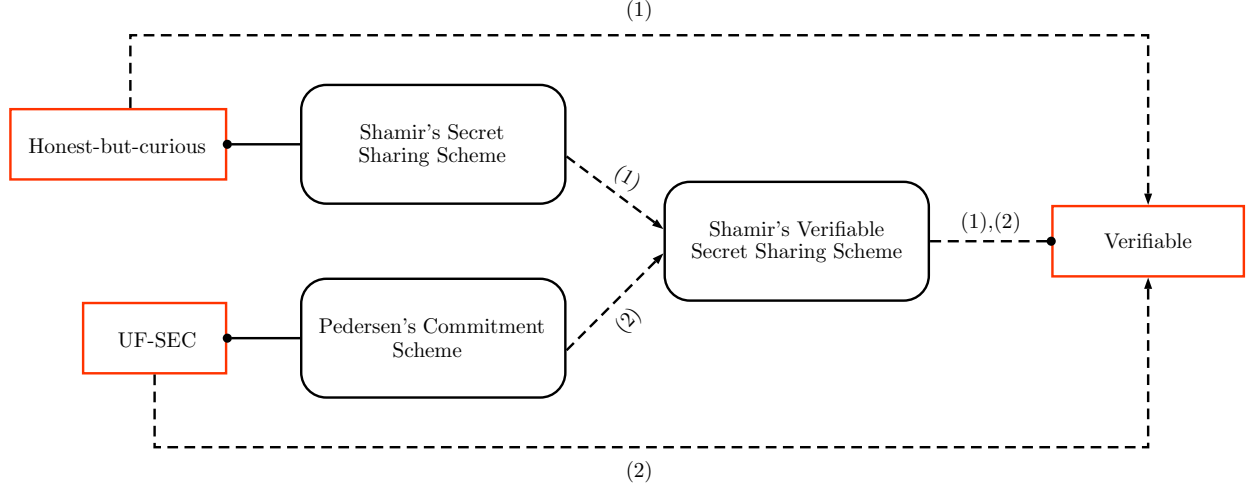 (1)
Shamir's Secret
Sharing Scheme
Honest-but-curious
(1)
Shamir's Verifiable
Secret Sharing Scheme
(1),(2)
Verifiable
Pedersen's Commitment
Scheme
UF-SEC
(2)
(2)